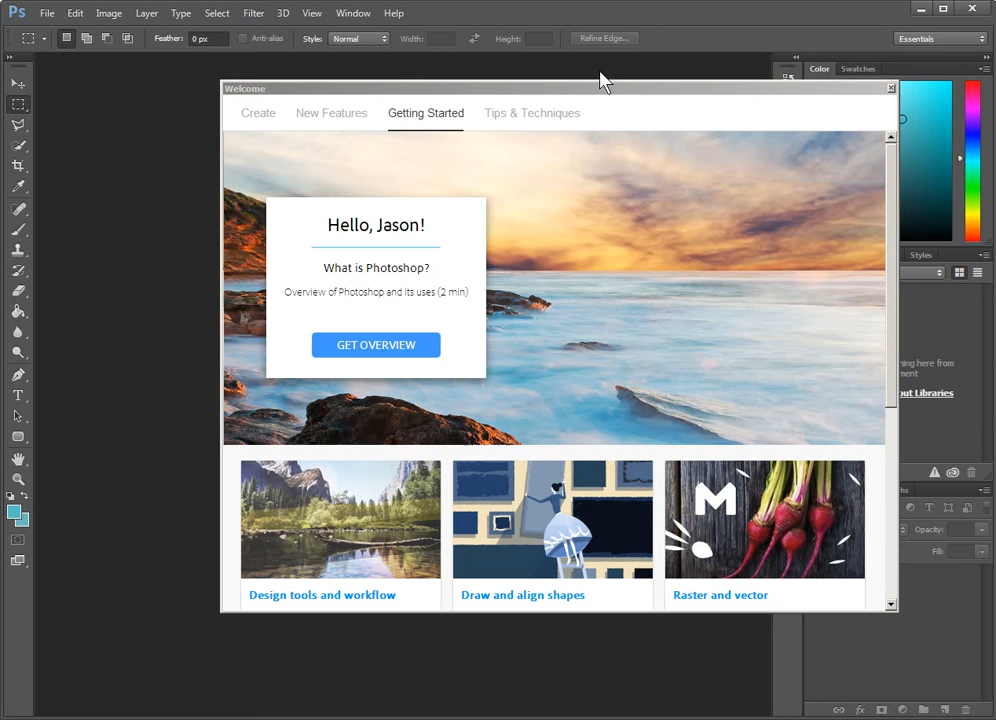 Ps File Edit Image Layer Type Select Filter 3D View Window Help
Feather: 0 px Anti-alias Style: Normal Width: Height: Refine Edge... Essentials
Color Swatches
Welcome
Create New Features Getting Started Tips & Techniques
Hello, Jason!
What is Photoshop?
Overview of Photoshop and its uses (2 min)
GET OVERVIEW
Styles
here from
Libraries
Opacity:
Fill:
M
T
T
Design tools and workflow
Draw and align shapes
Raster and vector
fx